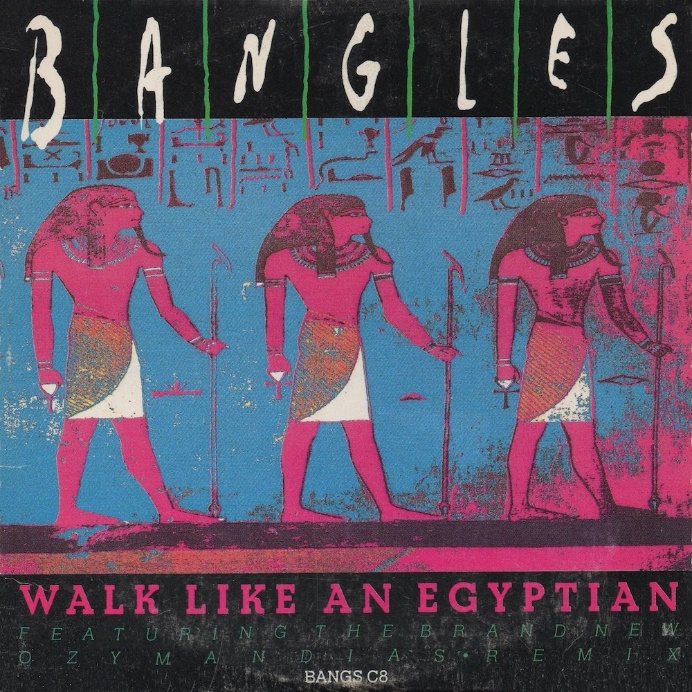 BANGLES
WALK LIKE AN EGYPTIAN
FEATURING THE BRAND NEW
OZYMANDIAS • REMIX
BANGS C8